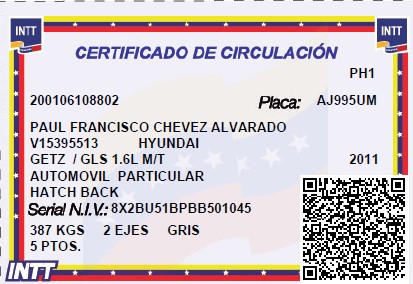 INTT INTT
CERTIFICADO DE CIRCULACIÓN
PH1
200106108802 Placa: AJ995UM
PAUL FRANCISCO CHEVEZ ALVARADO
V15395513 HYUNDAI
GETZ / GLS 1.6L M/T 2011
AUTOMOVIL PARTICULAR
HATCH BACK
Serial N.I.V.: 8X2BU51BPBB501045
387 KGS 2 EJES GRIS
5 PTOS.
INTT